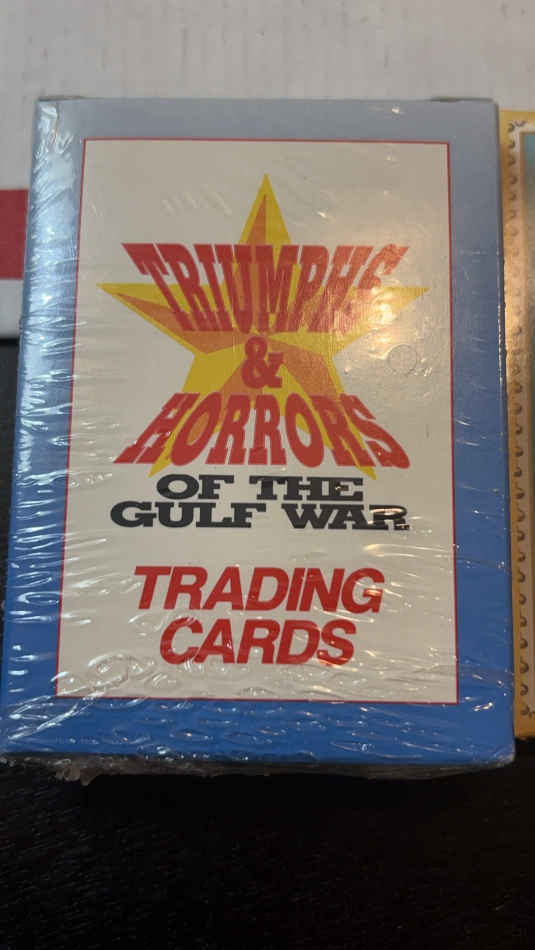 TRIUMPHS
&
HORRORS
OF THE
GULF WAR
TRADING
CARDS